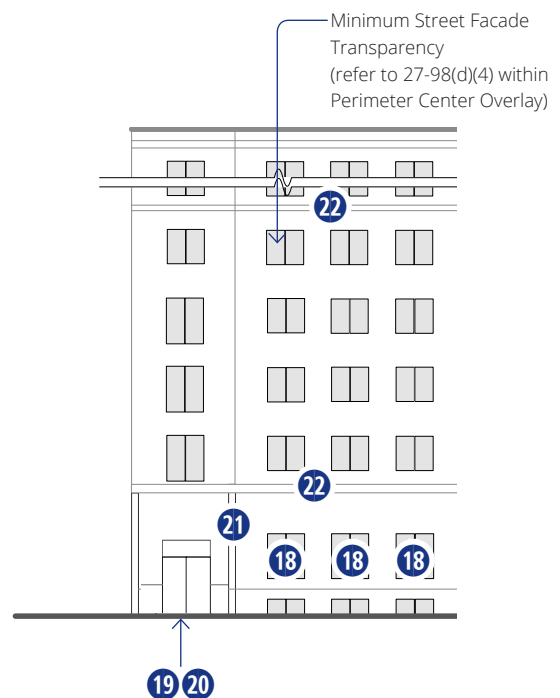 Minimum Street Facade
Transparency
(refer to 27-98(d)(4) within
Perimeter Center Overlay)
22
22
21
18 18 18
19 20